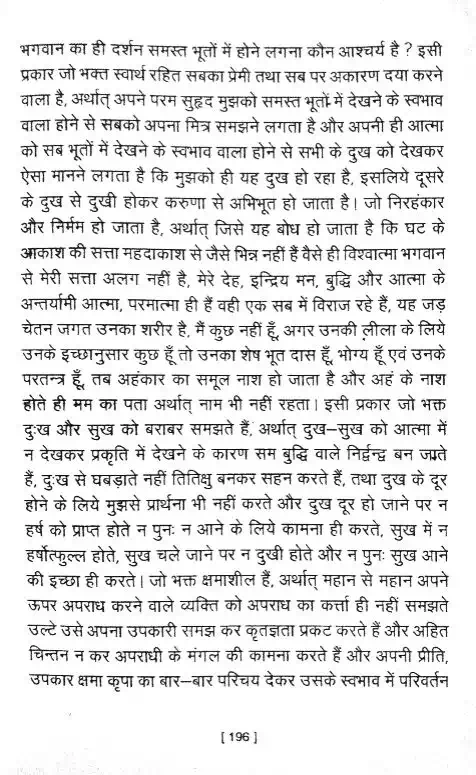 भगवान का ही दर्शन समस्त भूतों में होने लगना कौन आश्चर्य है ? इसी
प्रकार जो भक्त स्वार्थ रहित सबका प्रेमी तथा सब पर अकारण दया करने
वाला है, अर्थात् अपने परम सुहृद मुझको समस्त भूतों में देखने के स्वभाव
वाला होने से सबको अपना मित्र समझने लगता है और अपनी ही आत्मा
को सब भूतों में देखने के स्वभाव वाला होने से सभी के दुख को देखकर
ऐसा मानने लगता है कि मुझको ही यह दुख हो रहा है, इसलिये दूसरे
के दुख से दुखी होकर करुणा से अभिभूत हो जाता है। जो निरहंकार
और निर्मम हो जाता है, अर्थात् जिसे यह बोध हो जाता है कि घट के
आकाश की सत्ता महदाकाश से जैसे भिन्न नहीं हैं वैसे ही विश्वात्मा भगवान
से मेरी सत्ता अलग नहीं है, मेरे देह, इन्द्रिय मन, बुद्धि और आत्मा के
अन्तर्यामी आत्मा, परमात्मा ही हैं वही एक सब में विराज रहे हैं, यह जड़
चेतन जगत उनका शरीर है, मैं कुछ नहीं हूँ, अगर उनकी लीला के लिये
उनके इच्छानुसार कुछ हूँ तो उनका शेष भूत दास हूँ, भोग्य हूँ एवं उनके
परतन्त्र हूँ, तब अहंकार का समूल नाश हो जाता है और अहं के नाश
होते ही मम का पता अर्थात् नाम भी नहीं रहता। इसी प्रकार जो भक्त
दुःख और सुख को बराबर समझते हैं, अर्थात् दुख–सुख को आत्मा में
न देखकर प्रकृति में देखने के कारण सम बुद्धि वाले निर्द्वन्द्व बन जाते
हैं, दुःख से घबड़ाते नहीं तितिक्षु बनकर सहन करते हैं, तथा दुख के दूर
होने के लिये मुझसे प्रार्थना भी नहीं करते और दुख दूर हो जाने पर न
हर्ष को प्राप्त होते न पुनः न आने के लिये कामना ही करते, सुख में न
हर्षोत्फुल्ल होते, सुख चले जाने पर न दुखी होते और न पुनः सुख आने
की इच्छा ही करते। जो भक्त क्षमाशील हैं, अर्थात् महान से महान अपने
ऊपर अपराध करने वाले व्यक्ति को अपराध का कर्त्ता ही नहीं समझते
उल्टे उसे अपना उपकारी समझ कर कृतज्ञता प्रकट करते हैं और अहित
चिन्तन न कर अपराधी के मंगल की कामना करते हैं और अपनी प्रीति,
उपकार क्षमा कृपा का बार–बार परिचय देकर उसके स्वभाव में परिवर्तन
[ 196 ]